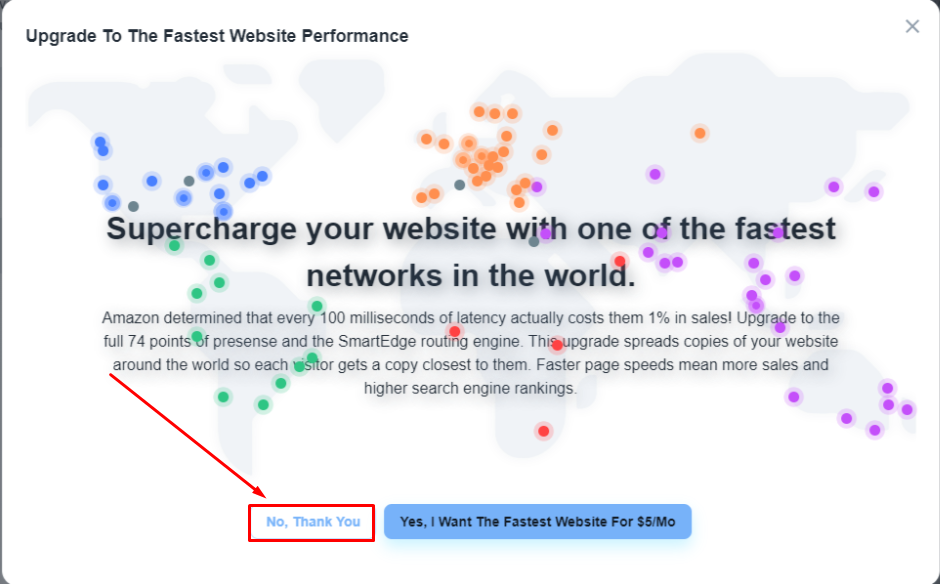 Upgrade To The Fastest Website Performance
Supercharge your website with one of the fastest
networks in the world.
Amazon determined that every 100 milliseconds of latency actually costs them 1% in sales! Upgrade to the
full 74 points of presense and the SmartEdge routing engine. This upgrade spreads copies of your website
around the world so each visitor gets a copy closest to them. Faster page speeds mean more sales and
higher search engine rankings.
No, Thank You
Yes, I Want The Fastest Website For $5/Mo